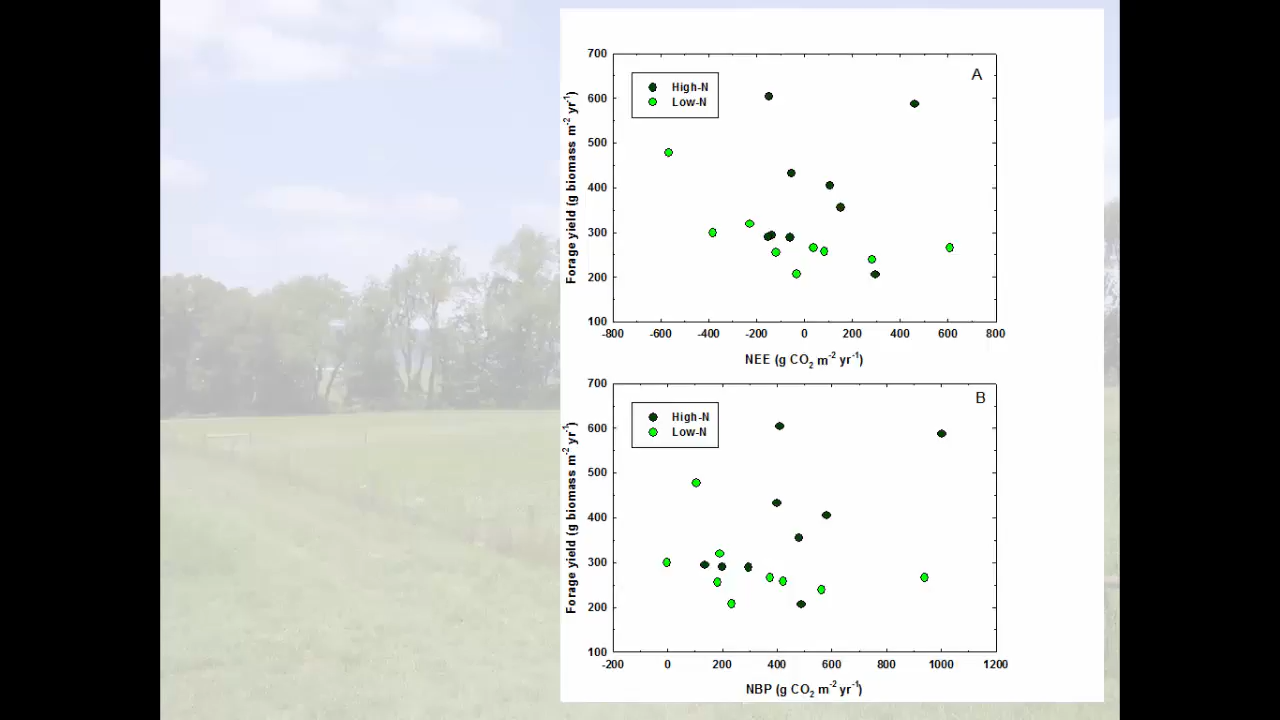 A
High-N
Low-N
Forage yield (g biomass m⁻² yr⁻¹)
700
600
500
400
300
200
100
-800 -600 -400 -200 0 200 400 600 800
NEE (g CO₂ m⁻² yr⁻¹)
B
High-N
Low-N
Forage yield (g biomass m⁻² yr⁻¹)
700
600
500
400
300
200
100
-200 0 200 400 600 800 1000 1200
NBP (g CO₂ m⁻² yr⁻¹)